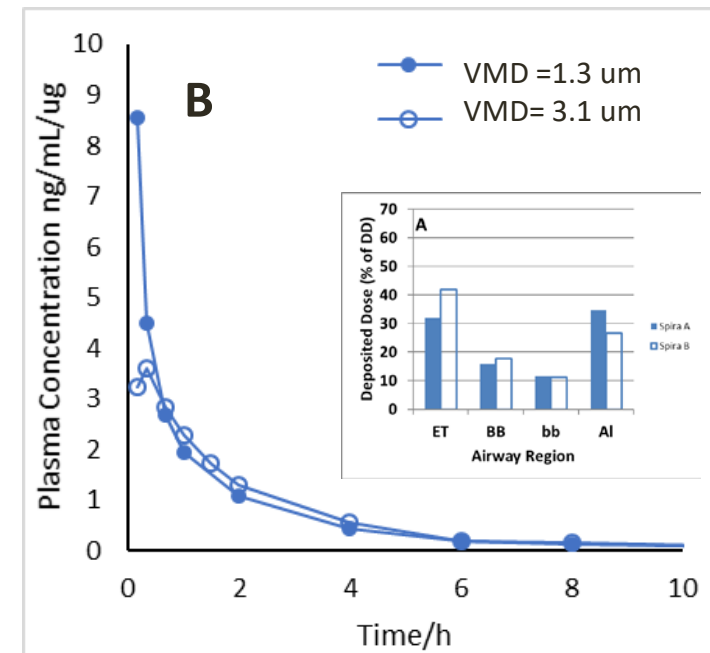 10
9
8
7
6
5
4
3
2
1
0
Plasma Concentration ng/mL/ug
B
VMD =1.3 um
VMD= 3.1 um
70
60
50
40
30
20
10
0
Deposited Dose (% of DD)
A
Spira A
Spira B
ET BB bb Al
Airway Region
0 2 4 6 8 10
Time/h